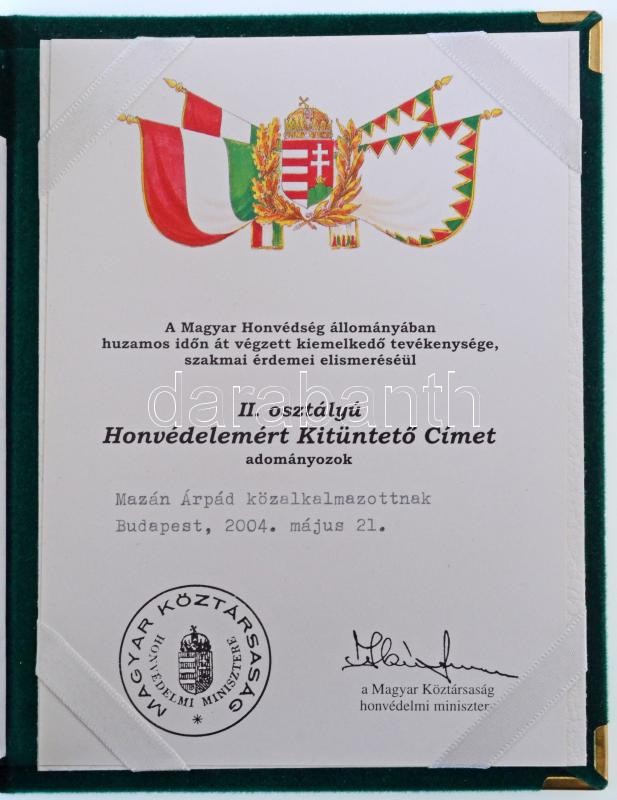 A Magyar Honvédség állományában
huzamos időn át végzett kiemelkedő tevékenysége,
szakmai érdemei elismeréséül
II. osztályú
Honvédelemért Kitüntető Címet
adományozok
darabanth
Mazán Árpád közalkalmazottnak
Budapest, 2004. május 21.
MAGYAR KÖZTÁRSASÁG
HONVÉDELMI MINISZTERE
*
a Magyar Köztársaság
honvédelmi minisztere